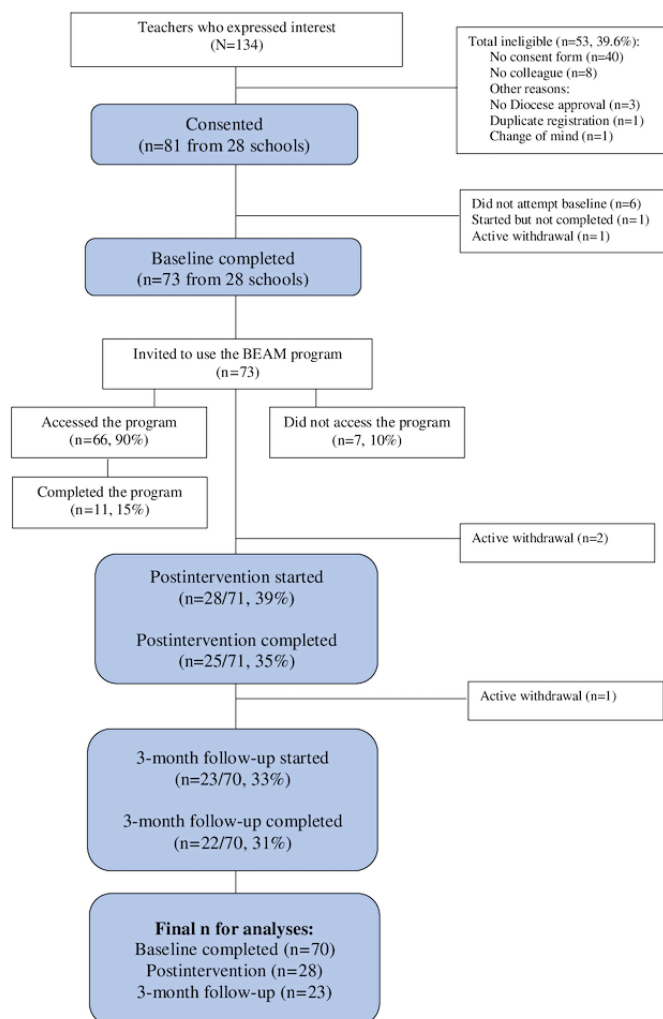 Teachers who expressed interest
(N=134)
Total ineligible (n=53, 39.6%):
No consent form (n=40)
No colleague (n=8)
Other reasons:
No Diocese approval (n=3)
Duplicate registration (n=1)
Change of mind (n=1)
Consented
(n=81 from 28 schools)
Did not attempt baseline (n=6)
Started but not completed (n=1)
Active withdrawal (n=1)
Baseline completed
(n=73 from 28 schools)
Invited to use the BEAM program
(n=73)
Accessed the program
(n=66, 90%)
Did not access the program
(n=7, 10%)
Completed the program
(n=11, 15%)
Active withdrawal (n=2)
Postintervention started
(n=28/71, 39%)
Postintervention completed
(n=25/71, 35%)
Active withdrawal (n=1)
3-month follow-up started
(n=23/70, 33%)
3-month follow-up completed
(n=22/70, 31%)
Final n for analyses:
Baseline completed (n=70)
Postintervention (n=28)
3-month follow-up (n=23)